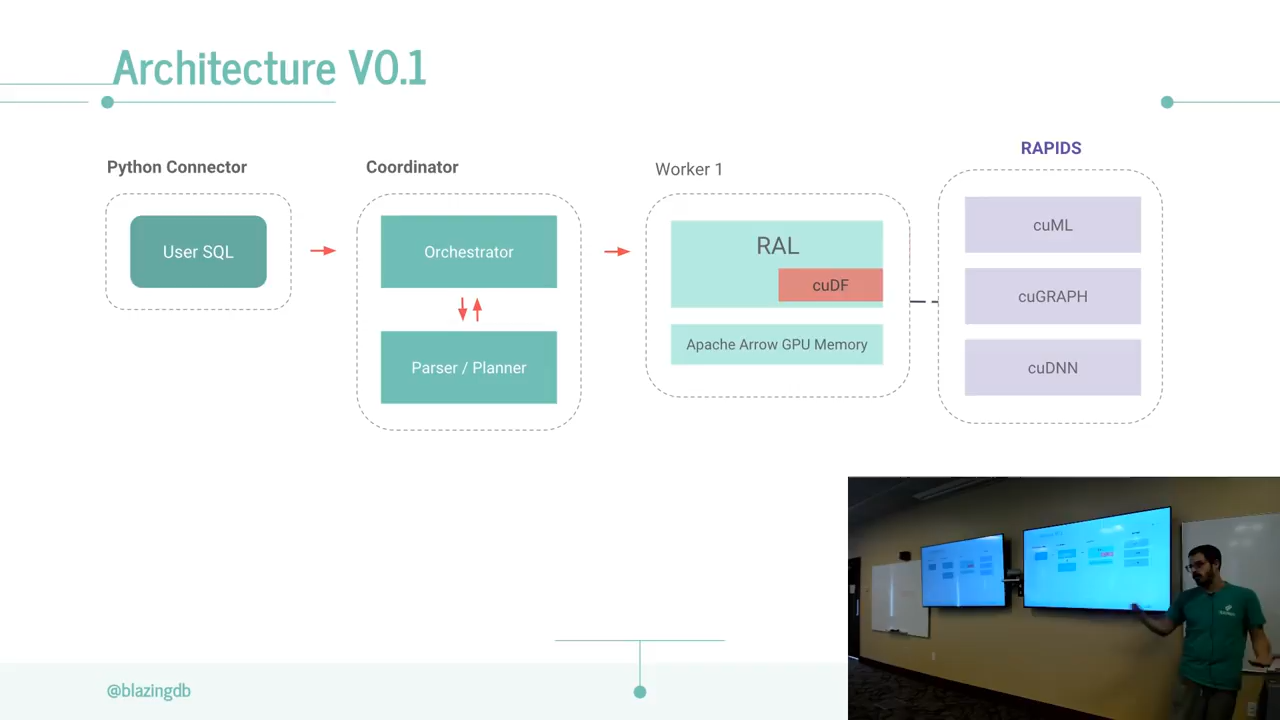 Architecture V0.1
Python Connector
User SQL
Coordinator
Orchestrator
Parser / Planner
Worker 1
RAL
cuDF
Apache Arrow GPU Memory
RAPIDS
cuML
cuGRAPH
cuDNN
@blazingdb